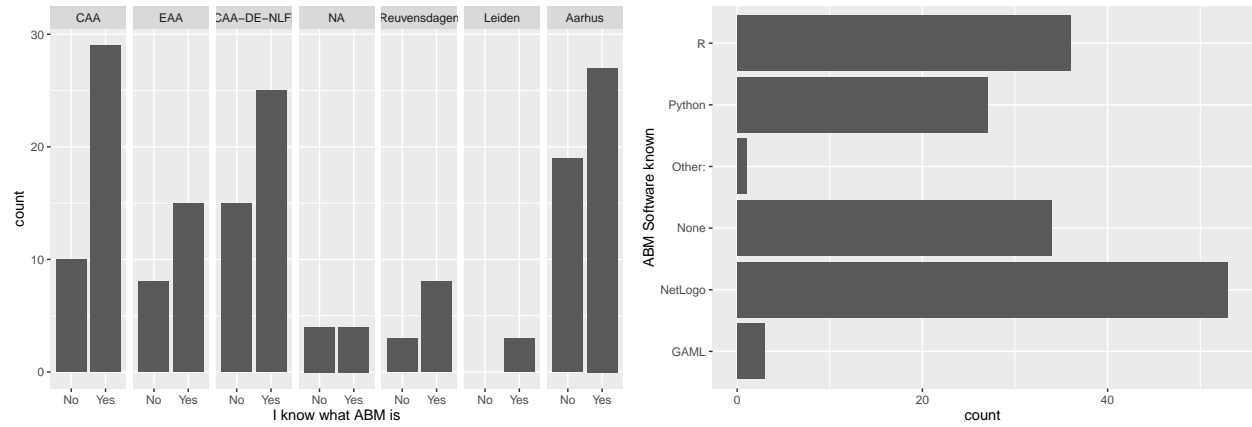 CAA EAA CAA−DE−NLF NA Reuvensdagen Leiden Aarhus
30
20
10
0
count
No Yes No Yes No Yes No Yes No Yes No Yes No Yes
I know what ABM is
R
Python
Other:
None
NetLogo
GAML
ABM Software known
0 20 40
count